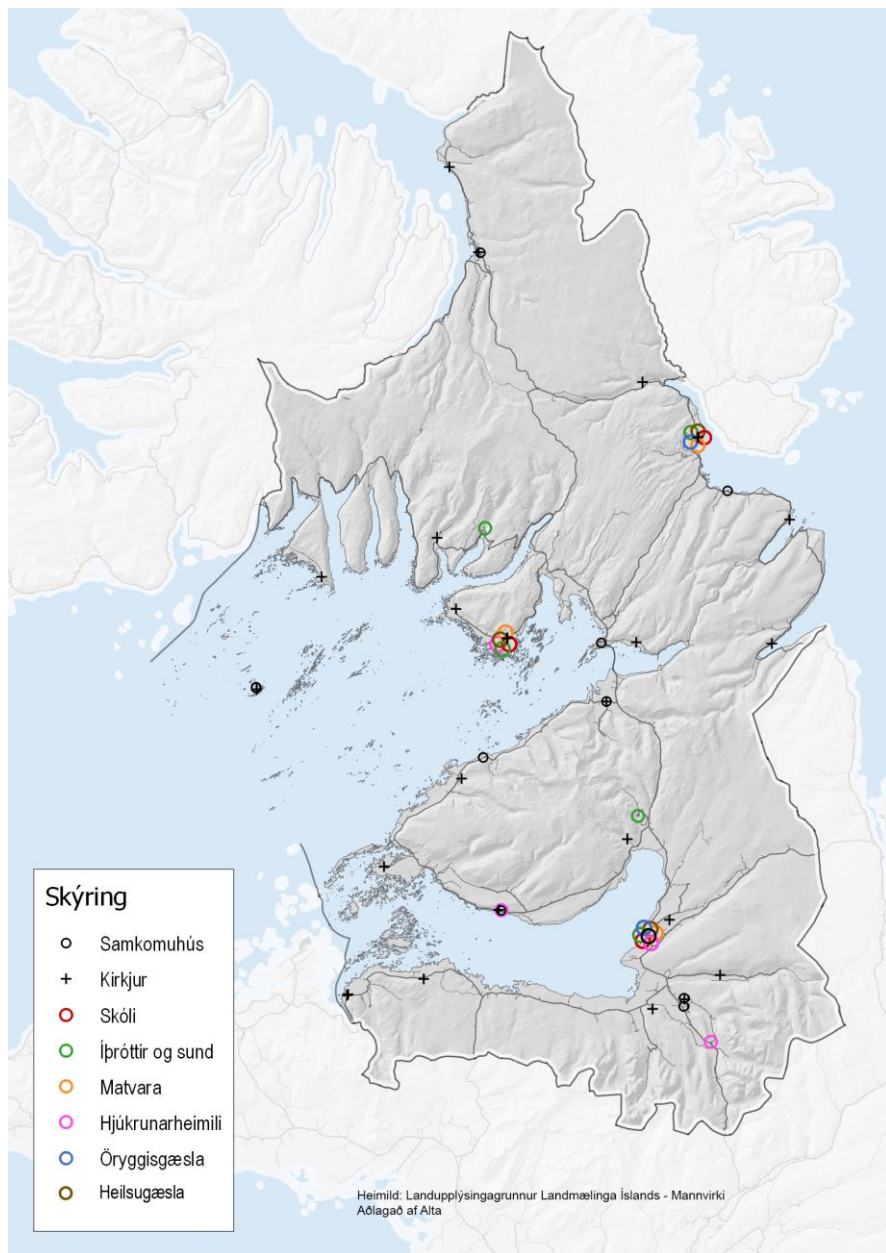 Skýring
Samkomuhús
Kirkjur
Skóli
Íþróttir og sund
Matvara
Hjúkrunarheimili
Öryggisgæsla
Heilsugæsla
Heimild: Landupplýsingagrunnur Landmælinga Íslands - Mannvirki
Aðlagað af Alta